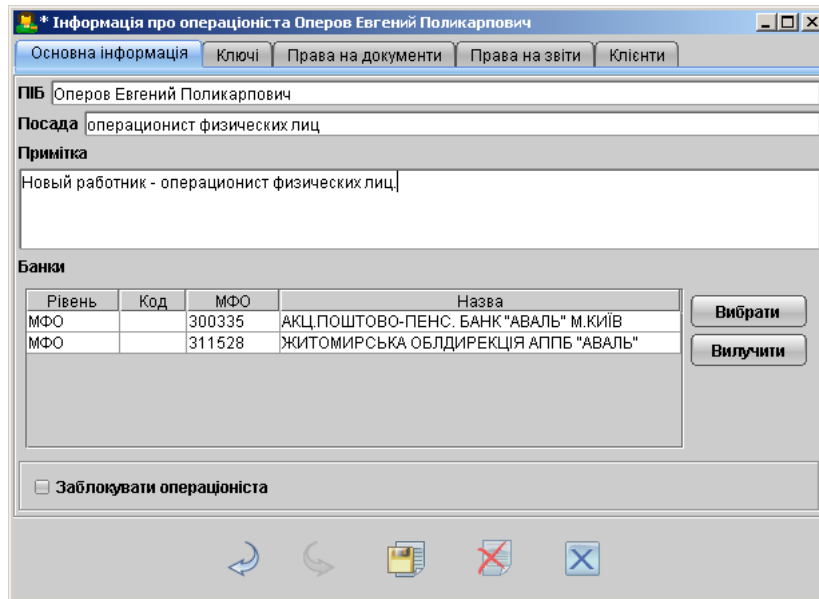 * Інформація про операціоніста Оперов Евгений Поликарпович
Основна інформація Ключі Права на документи Права на звіти Клієнти
ПІБ Оперов Евгений Поликарпович
Посада операционист физических лиц
Примітка
Новый работник - операционист физических лиц.
Банки
Рівень Код МФО Назва
МФО 300335 АКЦ.ПОШТОВО-ПЕНС. БАНК "АВАЛЬ" М.КИЇВ
МФО 311528 ЖИТОМИРСЬКА ОБЛДИРЕКЦІЯ АППБ "АВАЛЬ"
Вибрати
Вилучити
Заблокувати операціоніста